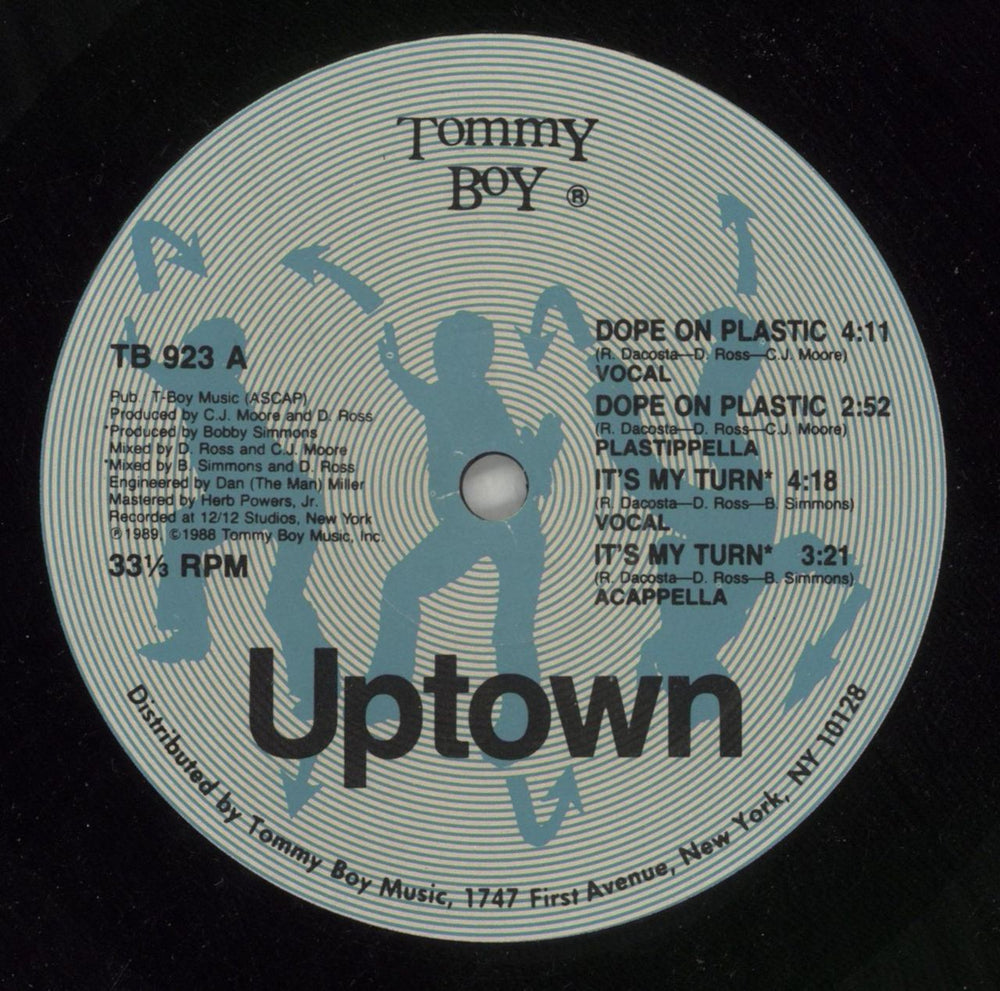 Tommy
Boy ®
TB 923 A
Pub. T-Boy Music (ASCAP)
Produced by C.J. Moore and D. Ross
*Produced by Bobby Simmons
Mixed by D. Ross and C.J. Moore
*Mixed by B. Simmons and D. Ross
Engineered by Dan (The Man) Miller
Mastered by Herb Powers, Jr.
Recorded at 12/12 Studios, New York
℗1989, ©1988 Tommy Boy Music, Inc.
33⅓ RPM
DOPE ON PLASTIC 4:11
(R. Dacosta—D. Ross—C.J. Moore)
VOCAL
DOPE ON PLASTIC 2:52
(R. Dacosta—D. Ross—C.J. Moore)
PLASTIPPELLA
IT'S MY TURN* 4:18
(R. Dacosta—D. Ross—B. Simmons)
VOCAL
IT'S MY TURN* 3:21
(R. Dacosta—D. Ross—B. Simmons)
ACAPPELLA
Uptown
Distributed by Tommy Boy Music, 1747 First Avenue, New York, NY 10128